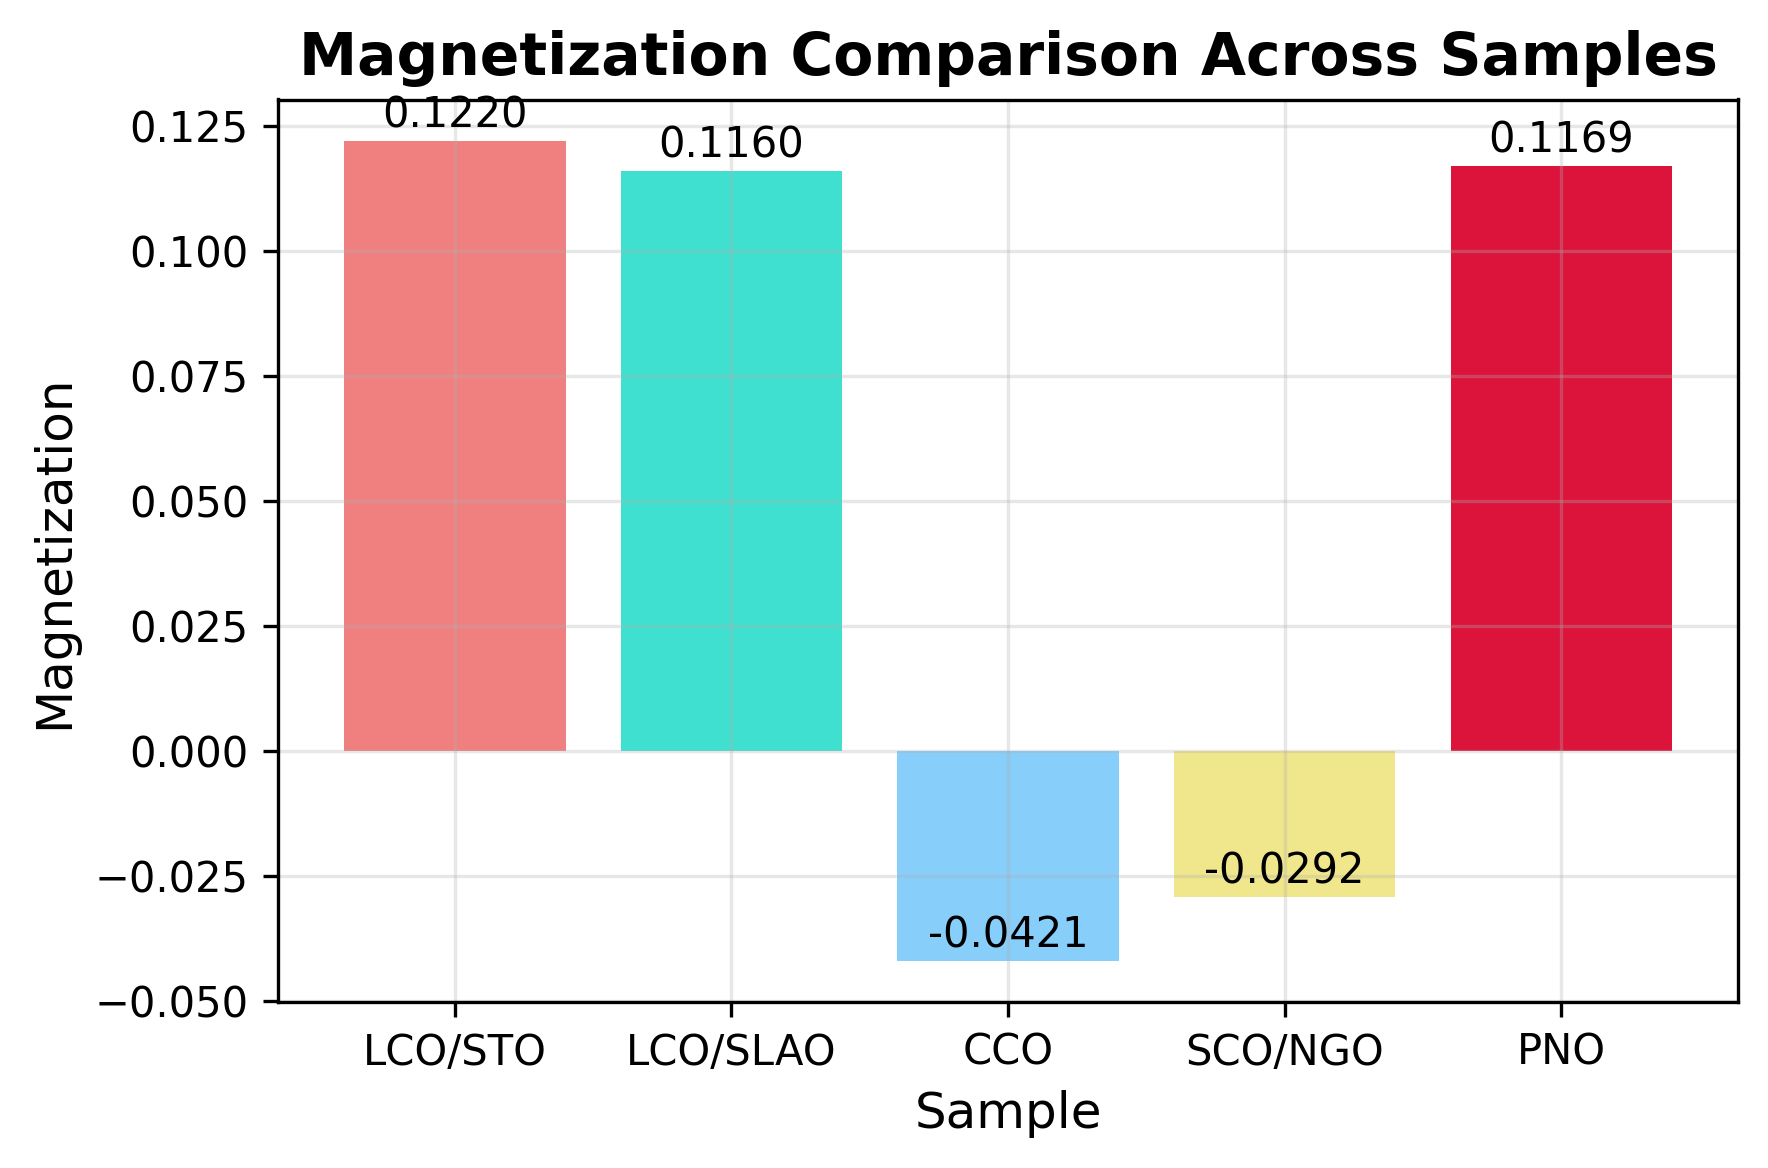 Magnetization Comparison Across Samples
0.1220
0.1160
0.1169
0.125
0.100
0.075
0.050
0.025
0.000
−0.025
−0.050
-0.0421
-0.0292
Magnetization
LCO/STO
LCO/SLAO
CCO
SCO/NGO
PNO
Sample